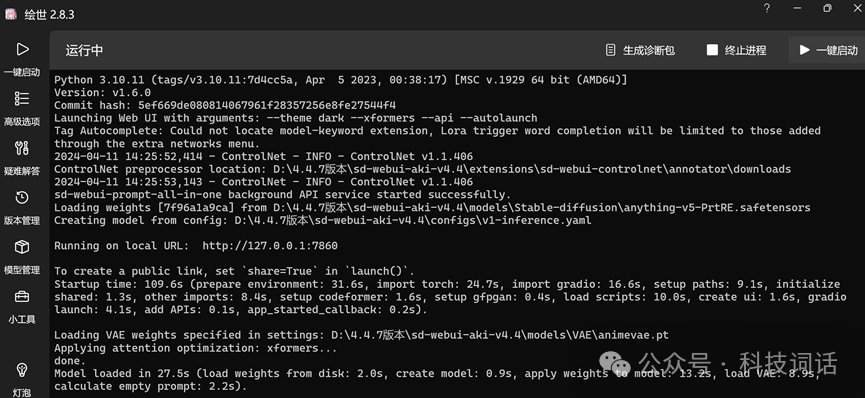 绘世 2.8.3
?
运行中
生成诊断包
终止进程
一键启动
一键启动
高级选项
疑难解答
版本管理
模型管理
小工具
灯泡
Python 3.10.11 (tags/v3.10.11:7d4cc5a, Apr  5 2023, 00:38:17) [MSC v.1929 64 bit (AMD64)]
Version: v1.6.0
Commit hash: 5ef669de080814067961f28357256e8fe27544f4
Launching Web UI with arguments: --theme dark --xformers --api --autolaunch
Tag Autocomplete: Could not locate model-keyword extension, Lora trigger word completion will be limited to those added
through the extra networks menu.
2024-04-11 14:25:52,414 - ControlNet - INFO - ControlNet v1.1.406
ControlNet preprocessor location: D:\4.4.7版本\sd-webui-aki-v4.4\extensions\sd-webui-controlnet\annotator\downloads
2024-04-11 14:25:53,143 - ControlNet - INFO - ControlNet v1.1.406
sd-webui-prompt-all-in-one background API service started successfully.
Loading weights [7f96a1a9ca] from D:\4.4.7版本\sd-webui-aki-v4.4\models\Stable-diffusion\anything-v5-PrtRE.safetensors
Creating model from config: D:\4.4.7版本\sd-webui-aki-v4.4\configs\v1-inference.yaml
Running on local URL:  http://127.0.0.1:7860
To create a public link, set `share=True` in `launch()`.
Startup time: 109.6s (prepare environment: 31.6s, import torch: 24.7s, import gradio: 16.6s, setup paths: 9.1s, initialize
shared: 1.3s, other imports: 8.4s, setup codeformer: 1.6s, setup gfpgan: 0.4s, load scripts: 10.0s, create ui: 1.6s, gradio
launch: 4.1s, add APIs: 0.1s, app_started_callback: 0.2s).
Loading VAE weights specified in settings: D:\4.4.7版本\sd-webui-aki-v4.4\models\VAE\animevae.pt
Applying attention optimization: xformers...
done.
Model loaded in 27.5s (load weights from disk: 2.0s, create model: 0.9s, apply weights to model: 13.2s, load VAE: 8.9s,
calculate empty prompt: 2.2s).
公众号 · 科技词话